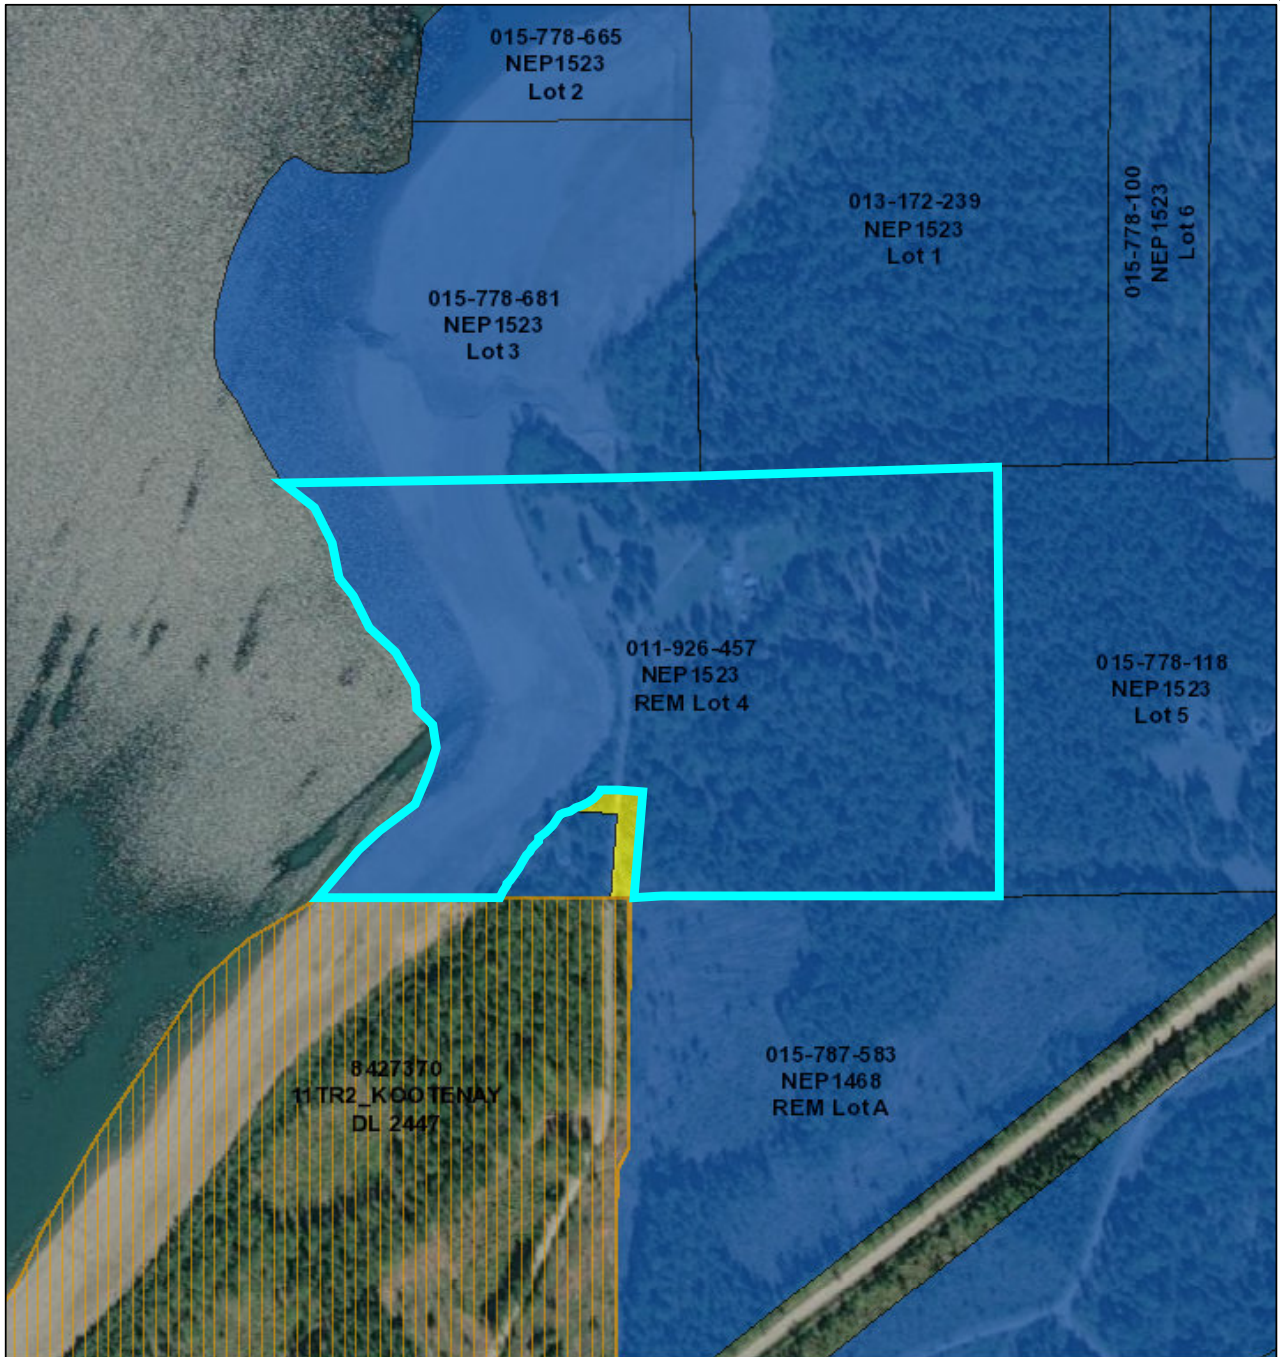 015-778-665
NEP1523
Lot 2
013-172-239
NEP1523
Lot 1
015-778-100
NEP1523
Lot 6
015-778-681
NEP1523
Lot 3
011-926-457
NEP1523
REM Lot 4
015-778-118
NEP1523
Lot 5
8427370
11TR2_KOOTENAY
DL 2447
015-787-583
NEP1468
REM Lot A